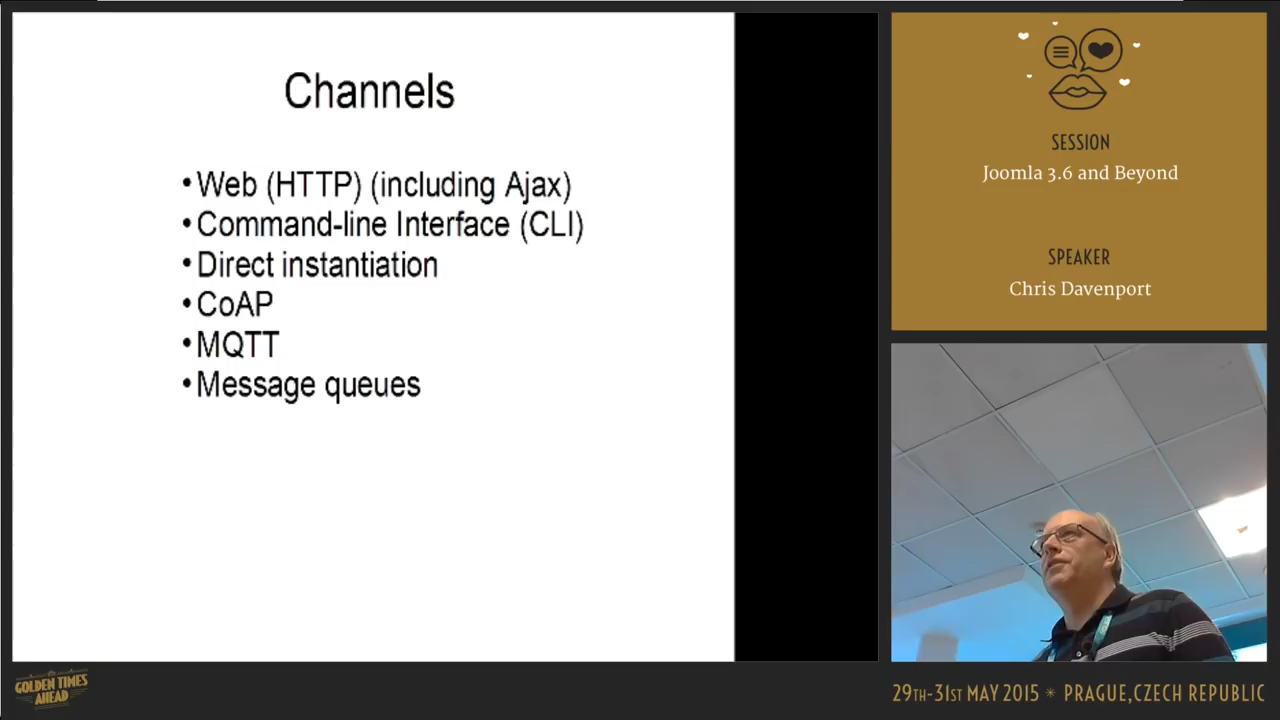 Channels
• Web (HTTP) (including Ajax)
• Command-line Interface (CLI)
• Direct instantiation
• CoAP
• MQTT
• Message queues
SESSION
Joomla 3.6 and Beyond
SPEAKER
Chris Davenport
GOLDEN TIMES
AHEAD
29TH-31ST MAY 2015 * PRAGUE, CZECH REPUBLIC